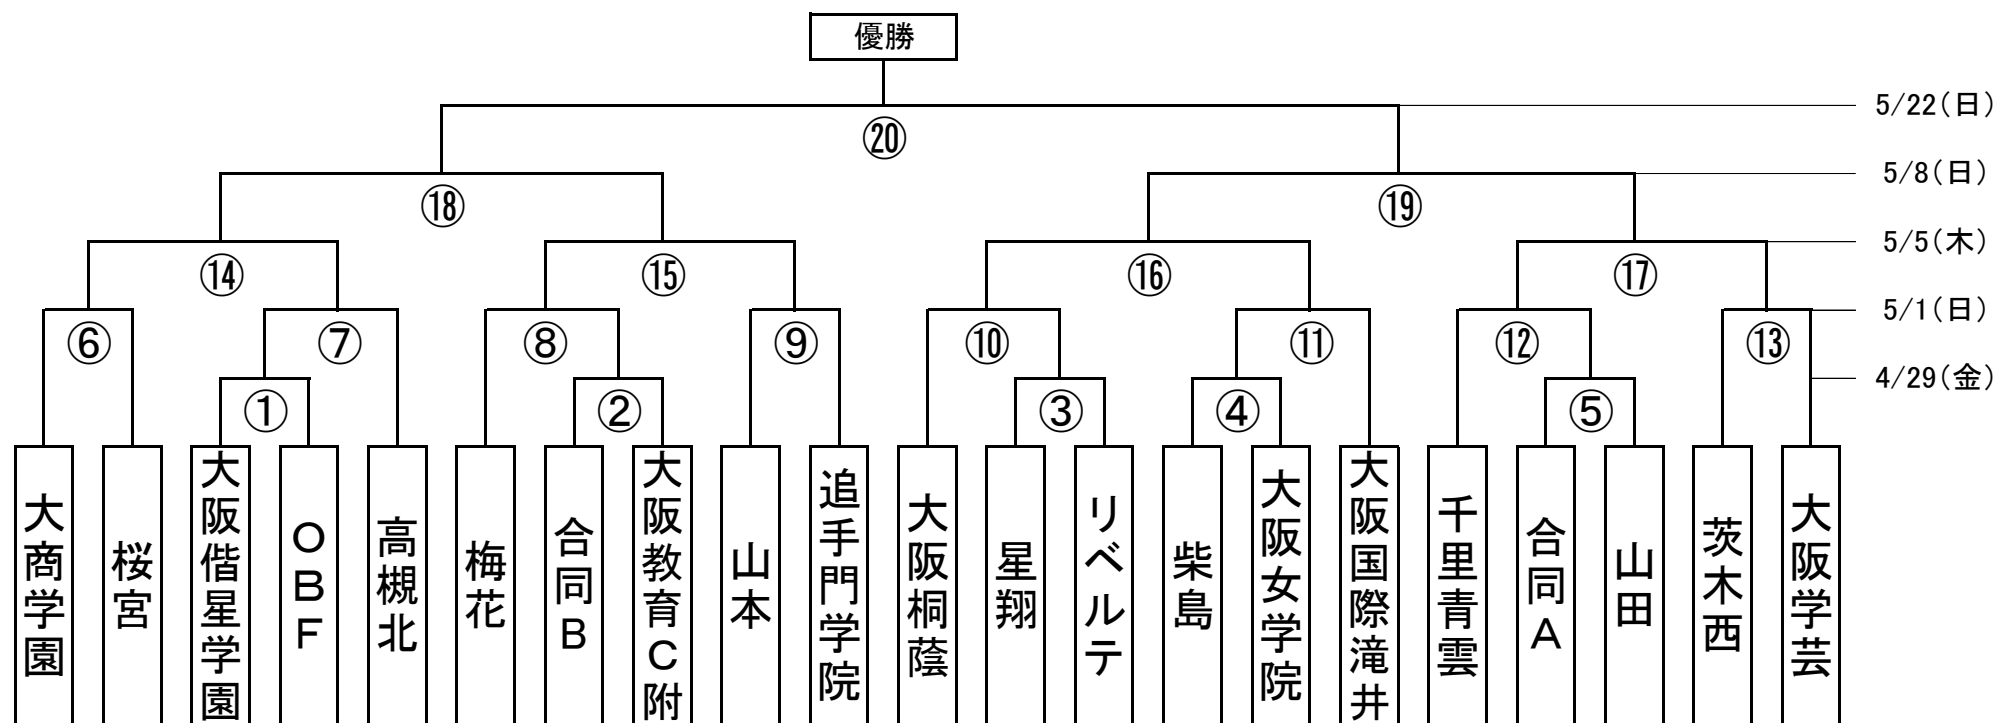 優勝
5/22(日)
⑳
5/8(日)
⑱
⑲
5/5(木)
⑭
⑮
⑯
⑰
5/1(日)
⑥
⑦
⑧
⑨
⑩
⑪
⑫
⑬
4/29(金)
①
②
③
④
⑤
大商学園
桜宮
大阪偕星学園
OBF
高槻北
梅花
合同B
大阪教育C附
山本
追手門学院
大阪桐蔭
星翔
リベルテ
柴島
大阪女学院
大阪国際滝井
千里青雲
合同A
山田
茨木西
大阪学芸